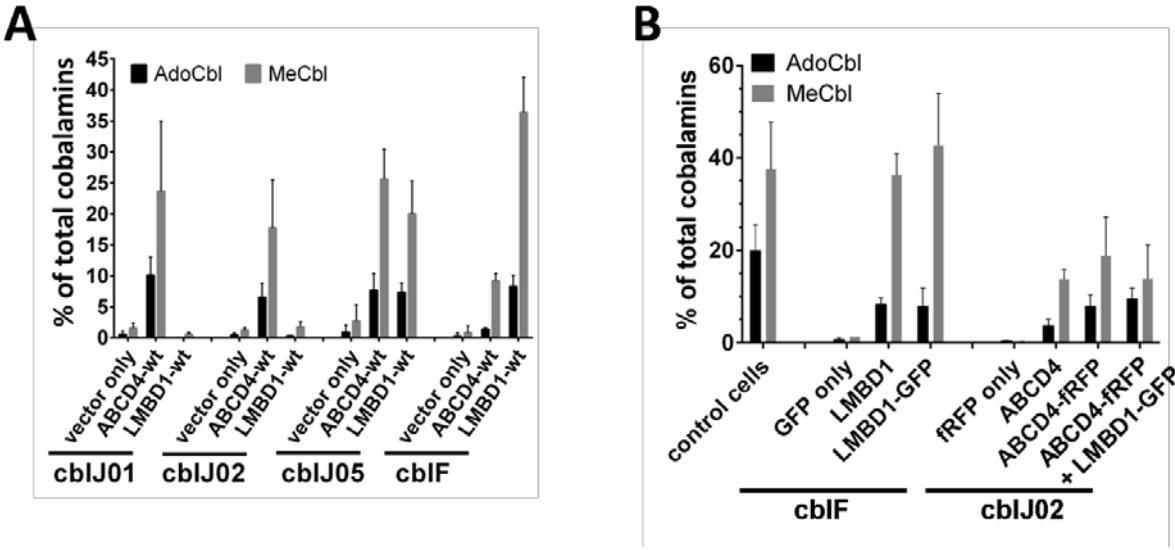 A
% of total cobalamins
45
40
35
30
25
20
15
10
5
0
AdoCbl MeCbl
vector only
ABCD4-wt
LMBD1-wt
vector only
ABCD4-wt
LMBD1-wt
vector only
ABCD4-wt
LMBD1-wt
vector only
ABCD4-wt
LMBD1-wt
cblJ01 cblJ02 cblJ05 cblF
B
% of total cobalamins
60
40
20
0
AdoCbl
MeCbl
control cells
GFP only
LMBD1
LMBD1-GFP
fRFP only
ABCD4
ABCD4-fRFP
ABCD4-fRFP
+ LMBD1-GFP
cblF cblJ02